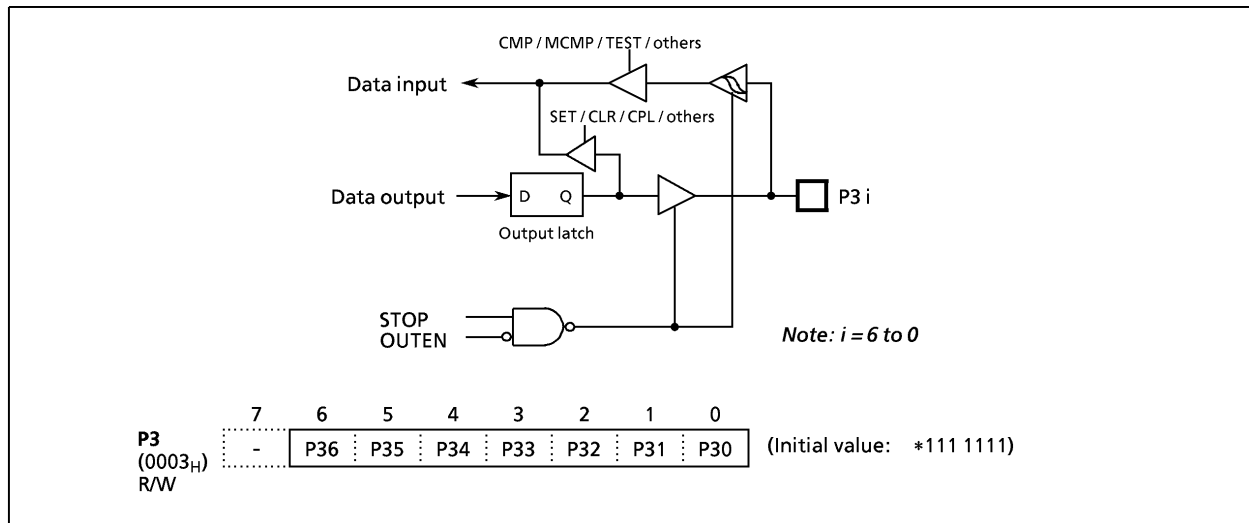 CMP / MCMP / TEST / others
Data input
SET / CLR / CPL / others
Data output
D Q
P3 i
Output latch
STOP
OUTEN
Note: i = 6 to 0
7 6 5 4 3 2 1 0
P3
(0003H)
R/W
- P36 P35 P34 P33 P32 P31 P30
(Initial value: *111 1111)